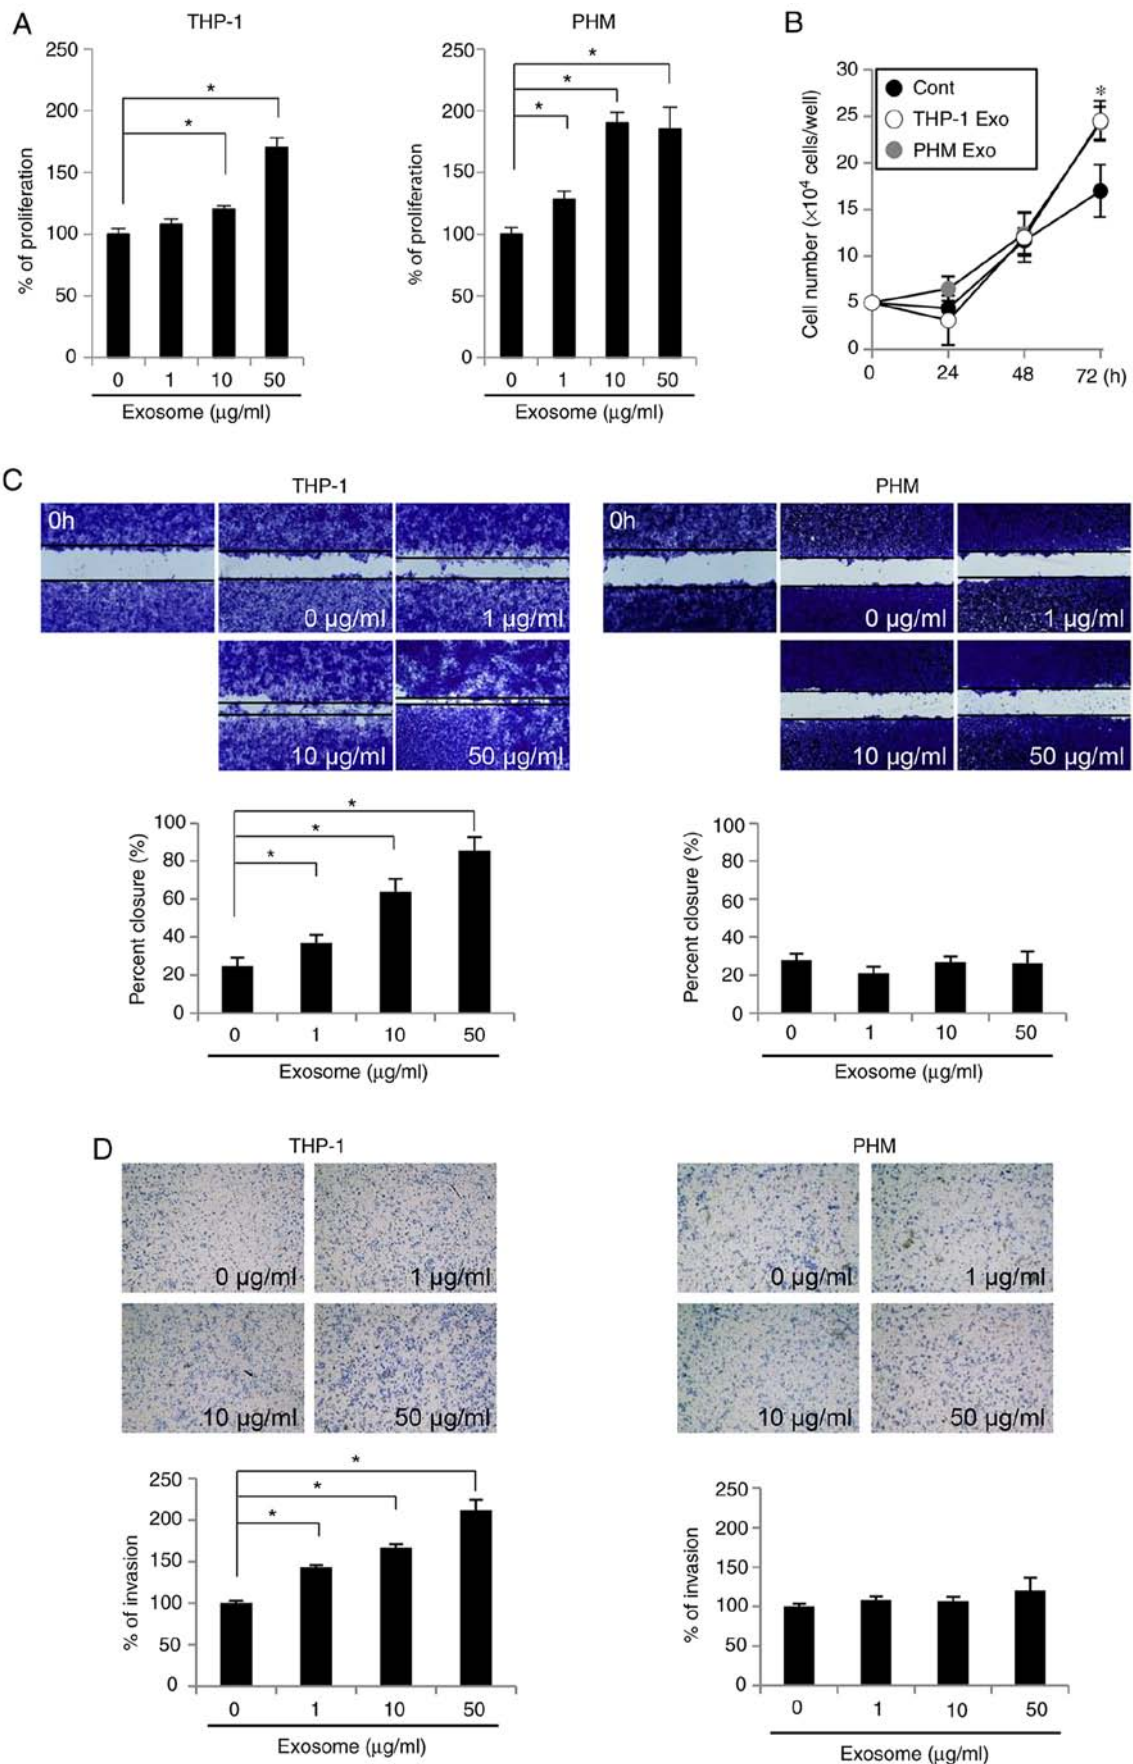 A
THP-1
PHM
B
250
200
150
100
50
0
% of proliferation
*
*
0 1 10 50
Exosome (μg/ml)
250
200
150
100
50
0
% of proliferation
*
*
*
0 1 10 50
Exosome (μg/ml)
30
25
20
15
10
5
0
Cell number (×10⁴ cells/well)
Cont
THP-1 Exo
PHM Exo
*
0 24 48 72 (h)
C
THP-1
0h
0 μg/ml
1 μg/ml
10 μg/ml
50 μg/ml
PHM
0h
0 μg/ml
1 μg/ml
10 μg/ml
50 μg/ml
100
80
60
40
20
0
Percent closure (%)
*
*
*
0 1 10 50
Exosome (μg/ml)
100
80
60
40
20
0
Percent closure (%)
0 1 10 50
Exosome (μg/ml)
D
THP-1
0 μg/ml
1 μg/ml
10 μg/ml
50 μg/ml
PHM
0 μg/ml
1 μg/ml
10 μg/ml
50 μg/ml
250
200
150
100
50
0
% of invasion
*
*
*
0 1 10 50
Exosome (μg/ml)
250
200
150
100
50
0
% of invasion
0 1 10 50
Exosome (μg/ml)